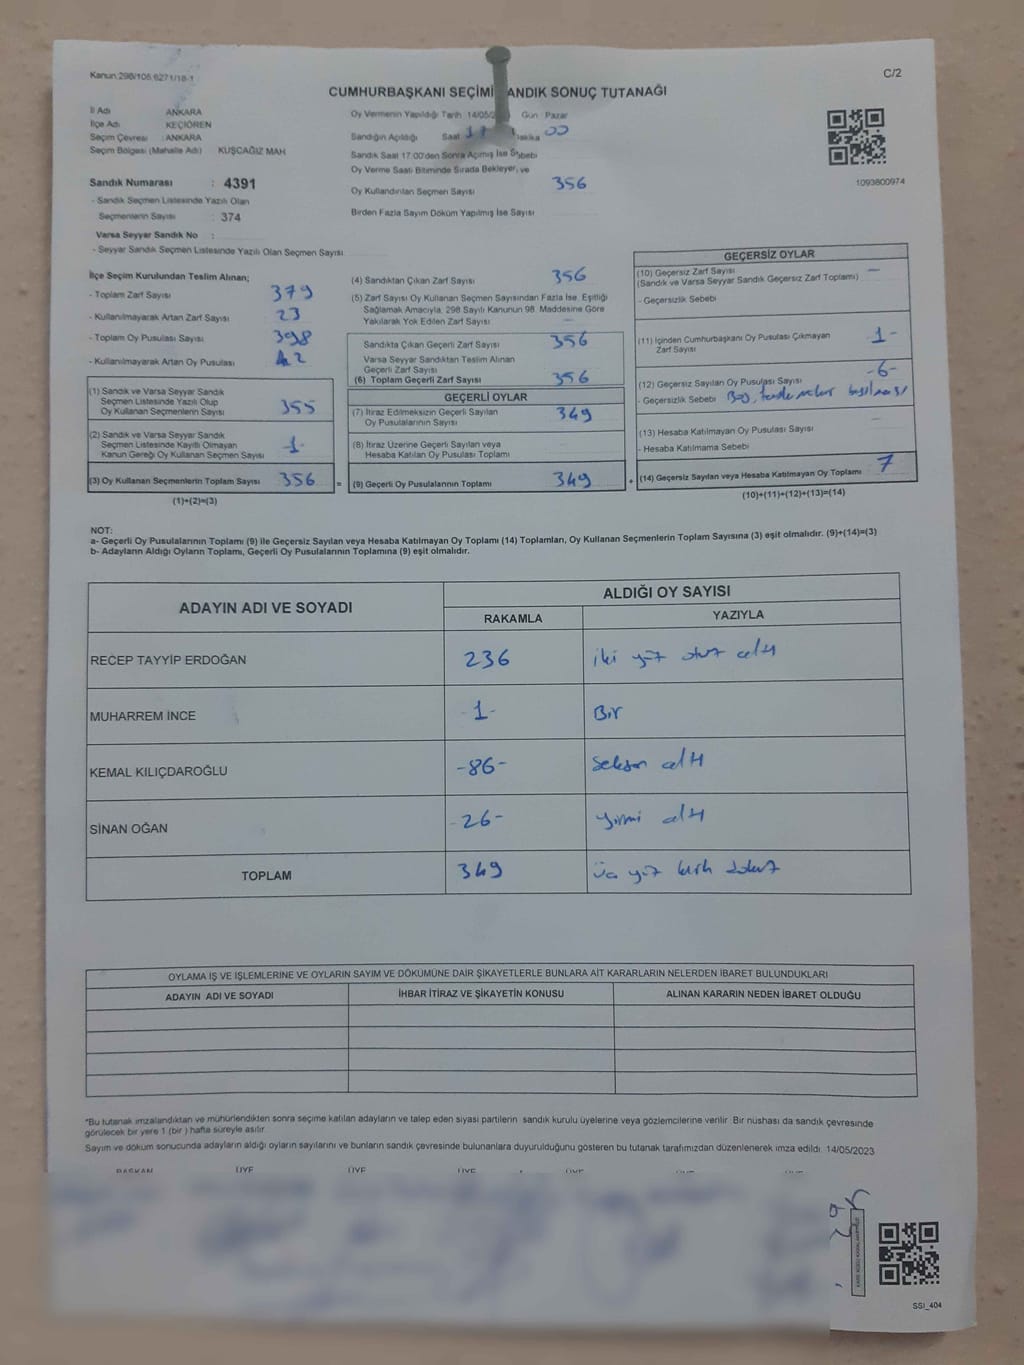 Kanun:298/105,6271/18-1
C/2
CUMHURBAŞKANI SEÇİMİ SANDIK SONUÇ TUTANAĞI
İl Adı ANKARA
İlçe Adı KEÇİÖREN
Seçim Çevresi : ANKARA
Seçim Bölgesi (Mahalle Adı) KUŞCAĞIZ MAH
Sandık Numarası : 4391
- Sandık Seçmen Listesinde Yazılı Olan
Seçmenlerin Sayısı : 374
Varsa Seyyar Sandık No :
- Seyyar Sandık Seçmen Listesinde Yazılı Olan Seçmen Sayısı
Oy Vermenin Yapıldığı Tarih 14/05/2 Gün Pazar
Sandığın Açıldığı Saat 17 Dakika 00
Sandık Saat 17.00'den Sonra Açılmış İse Sebebi
Oy Verme Saati Bitiminde Sırada Bekleyen ve
Oy Kullandırılan Seçmen Sayısı 356
Birden Fazla Sayım Döküm Yapılmış İse Sayısı
1093800974
İlçe Seçim Kurulundan Teslim Alınan;
- Toplam Zarf Sayısı 379
- Kullanılmayarak Artan Zarf Sayısı 23
- Toplam Oy Pusulası Sayısı 398
- Kullanılmayarak Artan Oy Pusulası 42
(1) Sandık ve Varsa Seyyar Sandık
Seçmen Listesinde Yazılı Olup
Oy Kullanan Seçmenlerin Sayısı 355
(2) Sandık ve Varsa Seyyar Sandık
Seçmen Listesinde Kayıtlı Olmayan
Kanun Gereği Oy Kullanan Seçmen Sayısı -1-
(3) Oy Kullanan Seçmenlerin Toplam Sayısı 356 =
(1)+(2)=(3)
(4) Sandıktan Çıkan Zarf Sayısı 356
(5) Zarf Sayısı Oy Kullanan Seçmen Sayısından Fazla İse, Eşitliği
Sağlamak Amacıyla, 298 Sayılı Kanunun 98. Maddesine Göre
Yakılarak Yok Edilen Zarf Sayısı
Sandıkta Çıkan Geçerli Zarf Sayısı 356
Varsa Seyyar Sandıktan Teslim Alınan
Geçerli Zarf Sayısı
(6) Toplam Geçerli Zarf Sayısı 356
GEÇERLİ OYLAR
(7) İtiraz Edilmeksizin Geçerli Sayılan
Oy Pusulalarının Sayısı 349
(8) İtiraz Üzerine Geçerli Sayılan veya
Hesaba Katılan Oy Pusulası Toplamı
(9) Geçerli Oy Pusulalarının Toplamı 349 +
GEÇERSİZ OYLAR
(10) Geçersiz Zarf Sayısı —
(Sandık ve Varsa Seyyar Sandık Geçersiz Zarf Toplamı)
- Geçersizlik Sebebi
(11) İçinden Cumhurbaşkanı Oy Pusulası Çıkmayan
Zarf Sayısı 1-
(12) Geçersiz Sayılan Oy Pusulası Sayısı -6-
- Geçersizlik Sebebi
(13) Hesaba Katılmayan Oy Pusulası Sayısı
- Hesaba Katılmama Sebebi
(14) Geçersiz Sayılan veya Hesaba Katılmayan Oy Toplamı 7
(10)+(11)+(12)+(13)=(14)
NOT:
a- Geçerli Oy Pusulalarının Toplamı (9) ile Geçersiz Sayılan veya Hesaba Katılmayan Oy Toplamı (14) Toplamları, Oy Kullanan Seçmenlerin Toplam Sayısına (3) eşit olmalıdır. (9)+(14)=(3)
b- Adayların Aldığı Oyların Toplamı, Geçerli Oy Pusulalarının Toplamına (9) eşit olmalıdır.
ADAYIN ADI VE SOYADI
ALDIĞI OY SAYISI
RAKAMLA YAZIYLA
RECEP TAYYİP ERDOĞAN 236 iki yüz otuz altı
MUHARREM İNCE -1- Bir
KEMAL KILIÇDAROĞLU -86- seksen altı
SİNAN OĞAN -26- yirmi altı
TOPLAM 349 üç yüz kırk dokuz
OYLAMA İŞ VE İŞLEMLERİNE VE OYLARIN SAYIM VE DÖKÜMÜNE DAİR ŞİKAYETLERLE BUNLARA AİT KARARLARIN NELERDEN İBARET BULUNDUKLARI
ADAYIN ADI VE SOYADI İHBAR İTİRAZ VE ŞİKAYETİN KONUSU ALINAN KARARIN NEDEN İBARET OLDUĞU
*Bu tutanak imzalandıktan ve mühürlendikten sonra seçime katılan adayların ve talep eden siyasi partilerin sandık kurulu üyelerine veya gözlemcilerine verilir. Bir nüshası da sandık çevresinde
görülecek bir yere 1 (bir) hafta süreyle asılır.
Sayım ve döküm sonucunda adayların aldığı oyların sayılarını ve bunların sandık çevresinde bulunanlara duyurulduğunu gösteren bu tutanak tarafımızdan düzenlenerek imza edildi. 14/05/2023
BAŞKAN ÜYE ÜYE ÜYE ÜYE ÜYE ÜYE
SSI_404